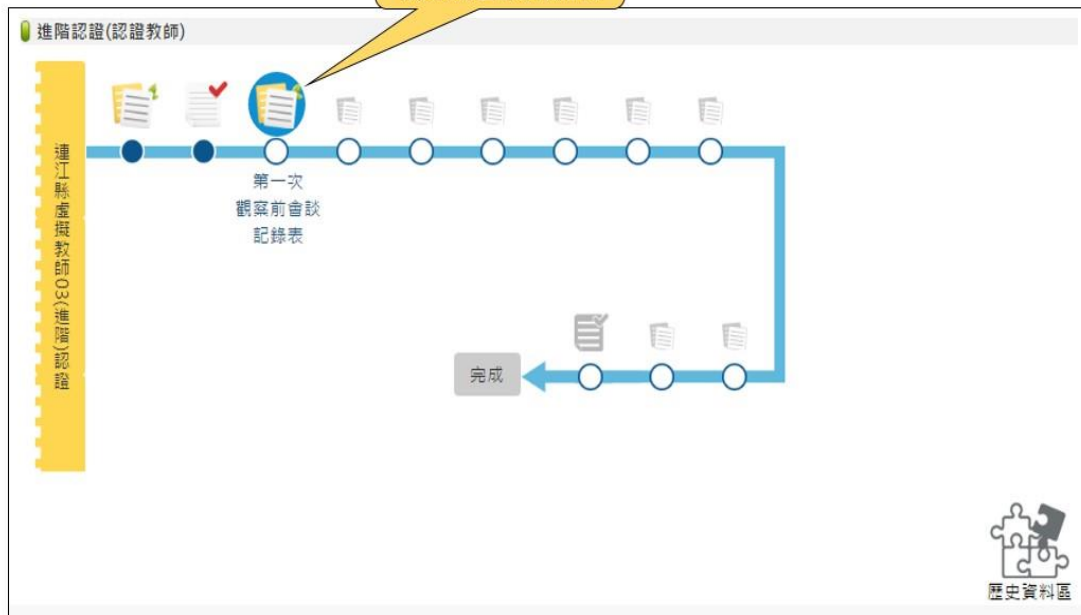 進階認證(認證教師)
連江縣虛擬教師03(進階)認證
第一次
觀察前會談
記錄表
完成
歷史資料區